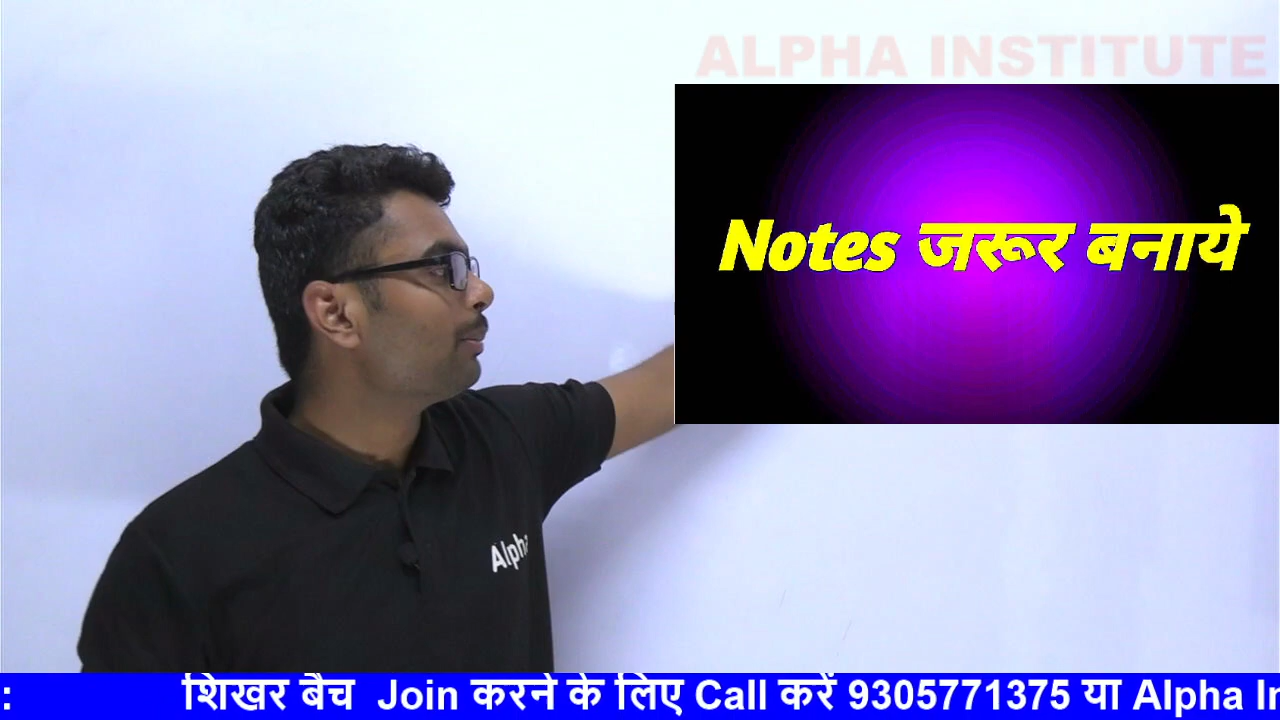 ALPHA INSTITUTE
Notes जरूर बनाये
Alpha
: शिखर बैच Join करने के लिए Call करें 9305771375 या Alpha